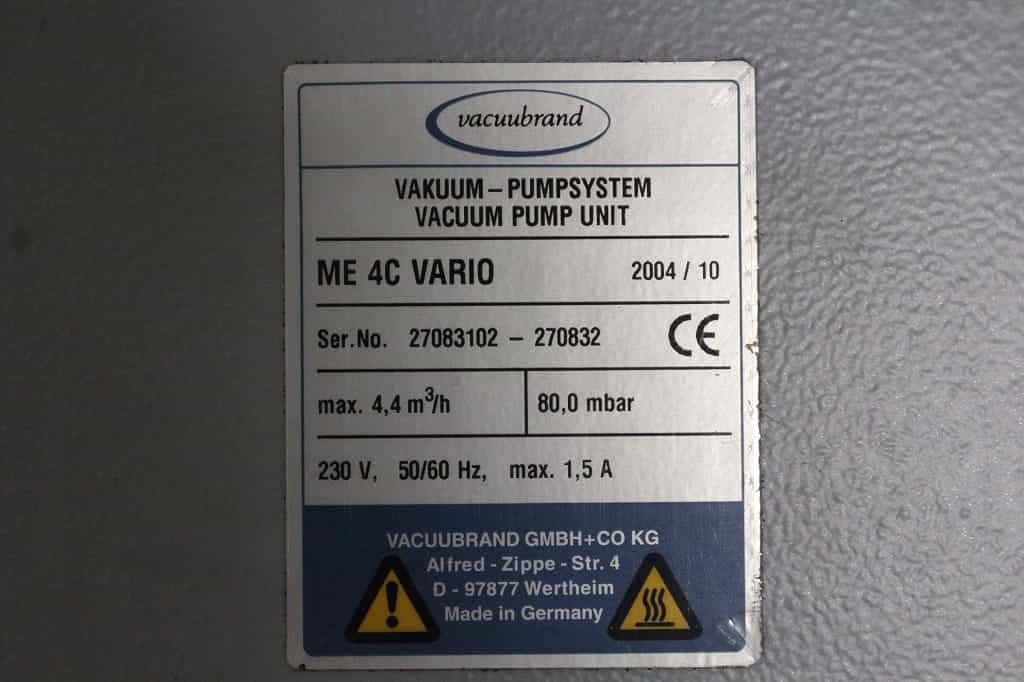 vacuubrand
VAKUUM – PUMPSYSTEM
VACUUM PUMP UNIT
ME 4C VARIO 2004 / 10
Ser.No. 27083102 – 270832 CE
max. 4,4 m³/h 80,0 mbar
230 V, 50/60 Hz, max. 1,5 A
VACUUBRAND GMBH+CO KG
Alfred - Zippe - Str. 4
D - 97877 Wertheim
Made in Germany